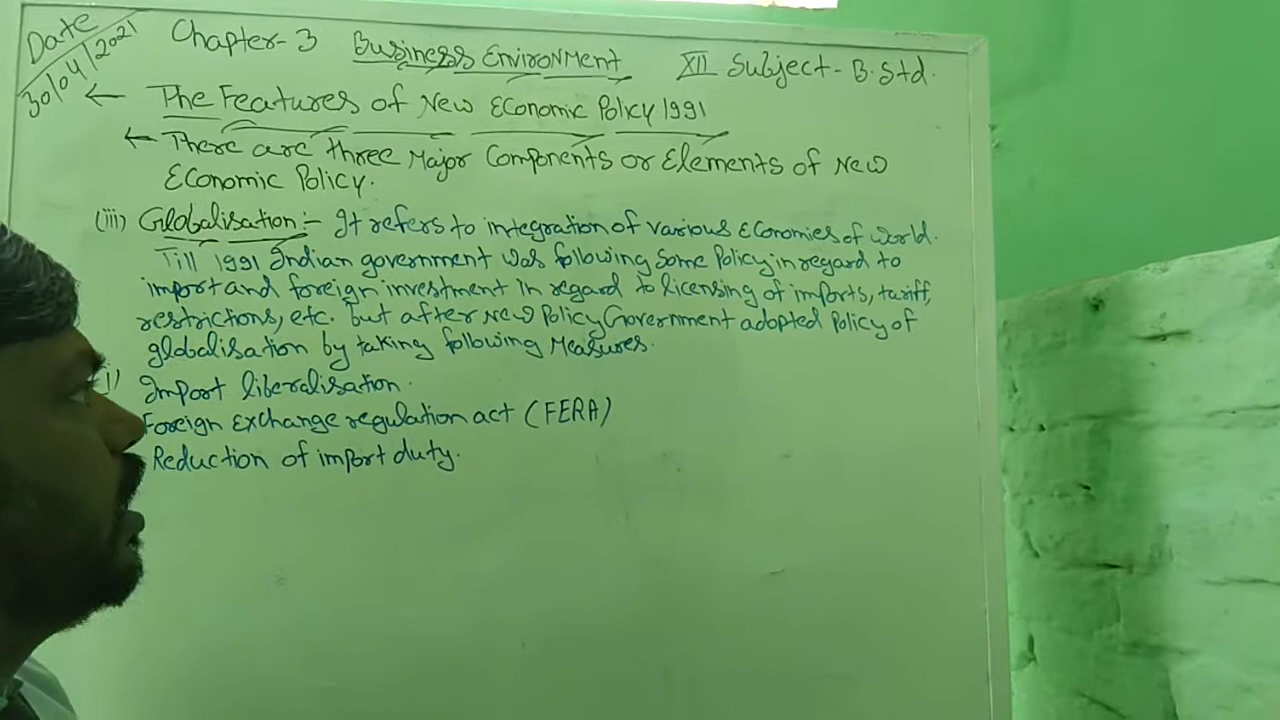 Date
30/04/2021
Chapter-3 Business Environment XII Subject- B.Std.
← The Features of New Economic Policy 1991
← There are three Major Components or Elements of New
Economic Policy.
(iii) Globalisation:- It refers to integration of various Economies of world.
Till 1991 Indian government was following some Policy in regard to
import and foreign investment in regard to licensing of imports, tariff,
restrictions, etc. but after New Policy Government adopted Policy of
globalisation by taking following Measures.
i) Import liberalisation.
Foreign Exchange regulation act (FERA)
Reduction of import duty.